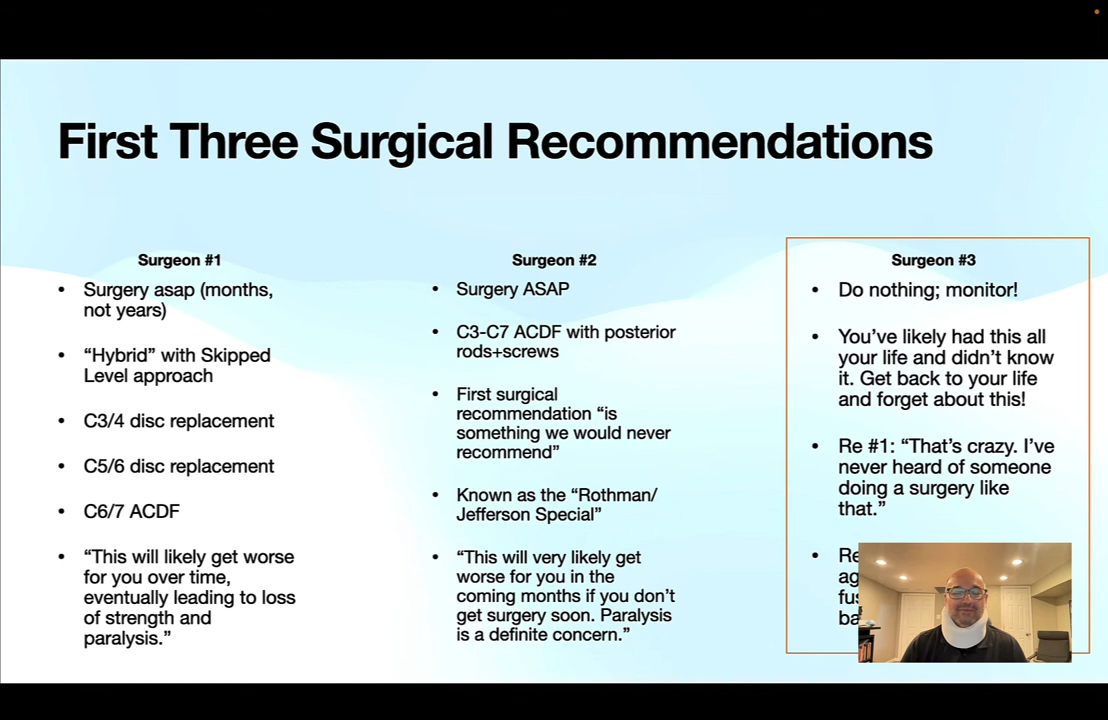 First Three Surgical Recommendations
Surgeon #1
• Surgery asap (months,
not years)
• “Hybrid” with Skipped
Level approach
• C3/4 disc replacement
• C5/6 disc replacement
• C6/7 ACDF
• “This will likely get worse
for you over time,
eventually leading to loss
of strength and
paralysis.”
Surgeon #2
• Surgery ASAP
• C3-C7 ACDF with posterior
rods+screws
• First surgical
recommendation “is
something we would never
recommend”
• Known as the “Rothman/
Jefferson Special”
• “This will very likely get
worse for you in the
coming months if you don’t
get surgery soon. Paralysis
is a definite concern.”
Surgeon #3
• Do nothing; monitor!
• You’ve likely had this all
your life and didn’t know
it. Get back to your life
and forget about this!
• Re #1: “That’s crazy. I’ve
never heard of someone
doing a surgery like
that.”
• Re